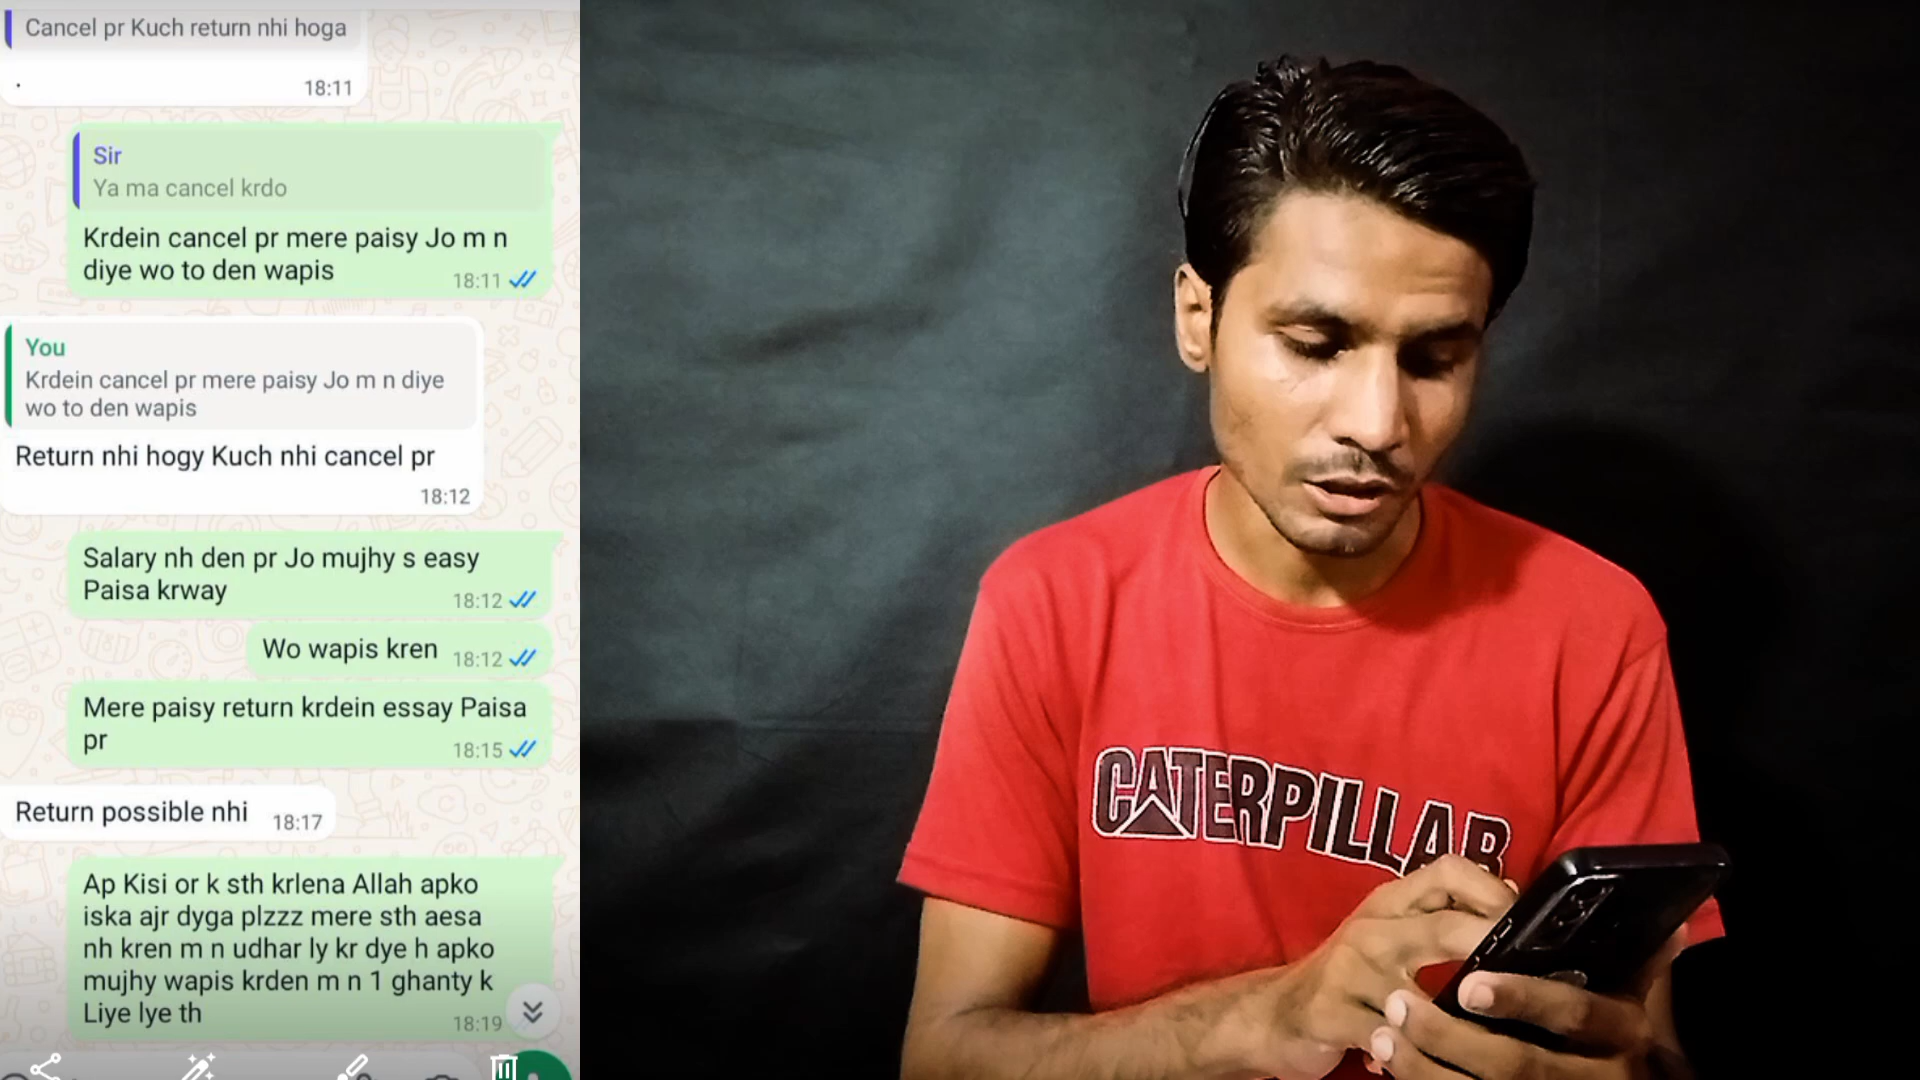 Cancel pr Kuch return nhi hoga
.
18:11
Sir
Ya ma cancel krdo
Krdein cancel pr mere paisy Jo m n
diye wo to den wapis
18:11
You
Krdein cancel pr mere paisy Jo m n diye
wo to den wapis
Return nhi hogy Kuch nhi cancel pr
18:12
Salary nh den pr Jo mujhy s easy
Paisa krway
18:12
Wo wapis kren 18:12
Mere paisy return krdein essay Paisa
pr
18:15
Return possible nhi 18:17
Ap Kisi or k sth krlena Allah apko
iska ajr dyga plzzz mere sth aesa
nh kren m n udhar ly kr dye h apko
mujhy wapis krden m n 1 ghanty k
Liye lye th
18:19
CATERPILLAR